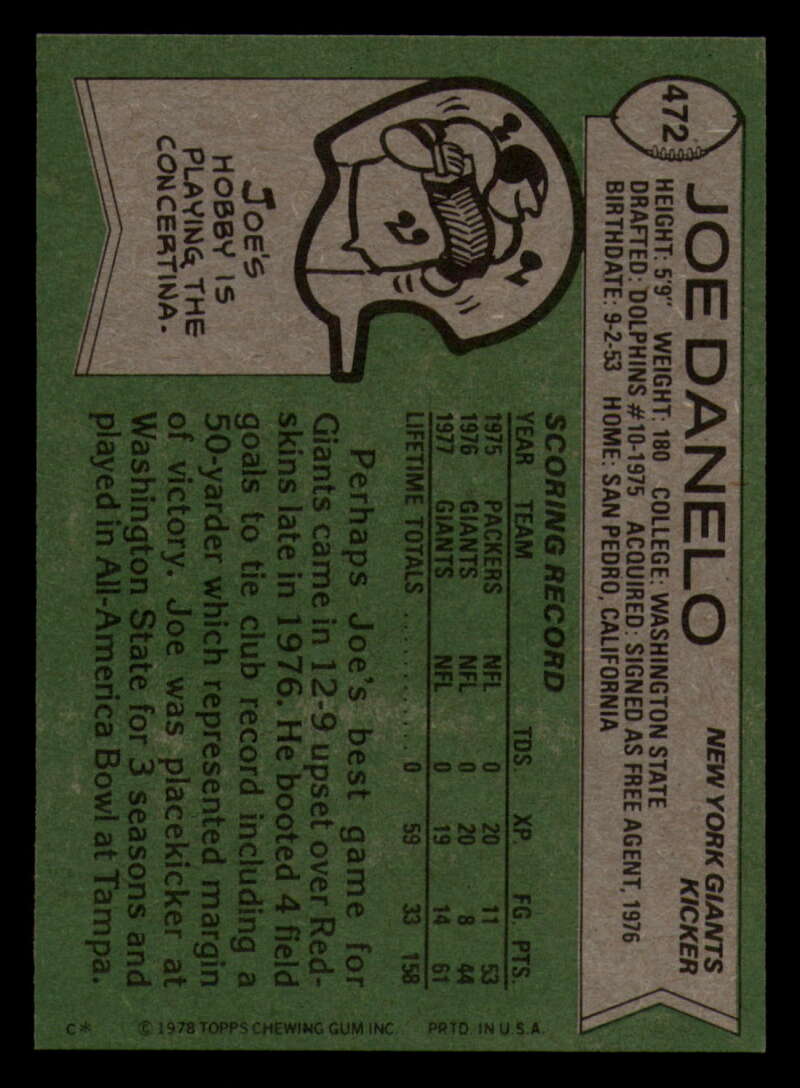 472
JOE DANELO
NEW YORK GIANTS
KICKER
HEIGHT: 5'9" WEIGHT: 180 COLLEGE: WASHINGTON STATE
DRAFTED: DOLPHINS #10-1975 ACQUIRED: SIGNED AS FREE AGENT, 1976
BIRTHDATE: 9-2-53 HOME: SAN PEDRO, CALIFORNIA
JOE'S
HOBBY IS
PLAYING THE
CONCERTINA.
SCORING RECORD
YEAR TEAM TDS. XP. FG. PTS.
1975 PACKERS NFL 0 20 11 53
1976 GIANTS NFL 0 20 8 44
1977 GIANTS NFL 0 19 14 61
LIFETIME TOTALS ............ 0 59 33 158
Perhaps Joe's best game for
Giants came in 12-9 upset over Red-
skins late in 1976. He booted 4 field
goals to tie club record including a
50-yarder which represented margin
of victory. Joe was placekicker at
Washington State for 3 seasons and
played in All-America Bowl at Tampa.
C* © 1978 TOPPS CHEWING GUM INC. PRTD. IN U.S.A.